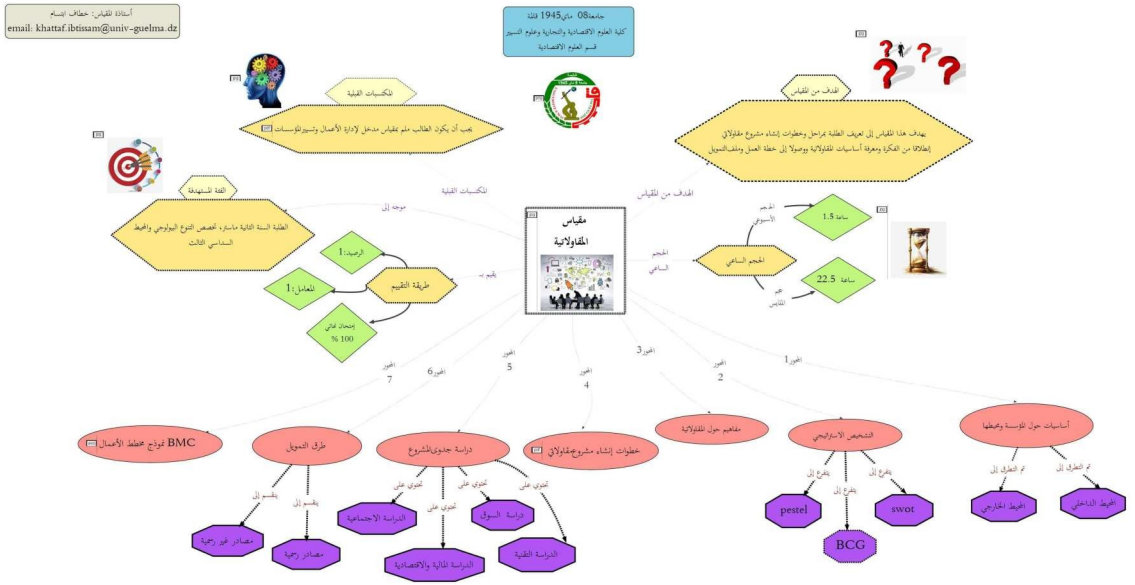 أستاذة المقياس: خطاف ابتسام
email: khattaf.ibtissam@univ-guelma.dz
جامعة08 ماي1945 قالمة
كلية العلوم الاقتصادية والتجارية وعلوم التسيير
قسم العلوم الاقتصادية
المكتسبات القبلية
يجب أن يكون الطالب ملم بمقياس مدخل لإدارة الأعمال وتسييرالمؤسسات
الهدف من المقياس
يهدف هذا المقياس إلى تعريف الطلبة بمراحل وخطوات إنشاء مشروع مقاولاتي
إنطلاقا من الفكرة ومعرفة أساسيات المقاولاتية ووصولا إلى خطة العمل وملف التمويل
الفئة المستهدفة
الطلبة السنة الثانية ماستر، تخصص التنوع البيولوجي والمحيط
السداسي الثالث
المكتسبات القبلية
موجه إلى
يقيم بـ
الهدف من المقياس
الحجم
الساعي
مقياس
المقاولاتية
الحجم الساعي
الحجم
الأسبوعي
1.5 ساعة
حجم
المقياس
22.5 ساعة
طريقة التقييم
الرصيد:1
المعامل:1
إمتحان نهائي
100 %
المحور1
المحور
2
المحور3
المحور
4
المحور
5
المحور6
المحور
7
أساسيات حول المؤسسة ومحيطها
تم التطرق إلى
تم التطرق إلى
المحيط الداخلي
المحيط الخارجي
التشخيص الاستراتيجي
يتفرع إلى
يتفرع إلى
يتفرع إلى
swot
BCG
pestel
مفاهيم حول المقاولاتية
خطوات إنشاء مشروع مقاولاتي
دراسة جدوى المشروع
تحتوي على
تحتوي على
تحتوي على
تحتوي على
الدراسة الاجتماعية
دراسة السوق
الدراسة المالية والاقتصادية
الدراسة التقنية
طرق التمويل
ينقسم إلى
ينقسم إلى
مصادر رسمية
مصادر غير رسمية
BMC نموذج مخطط الأعمال